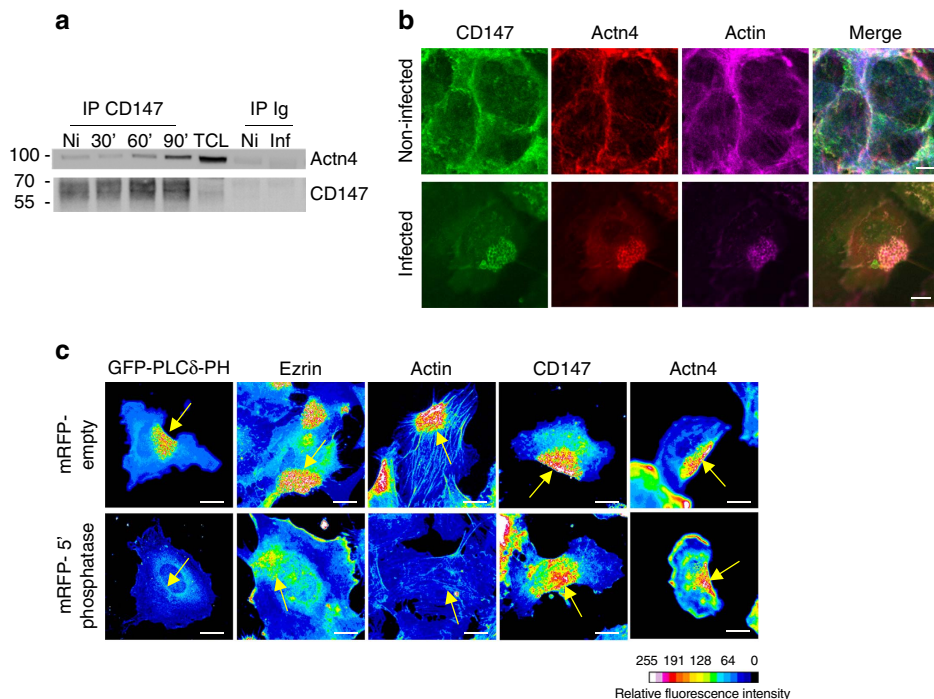 a
IP CD147 IP Ig
Ni 30’ 60’ 90’ TCL Ni Inf
100 - Actn4
70 - CD147
55 -
b
CD147 Actn4 Actin Merge
Non-infected
Infected
c
GFP-PLCδ-PH Ezrin Actin CD147 Actn4
mRFP-
empty
mRFP- 5’
phosphatase
255 191 128 64 0
Relative fluorescence intensity